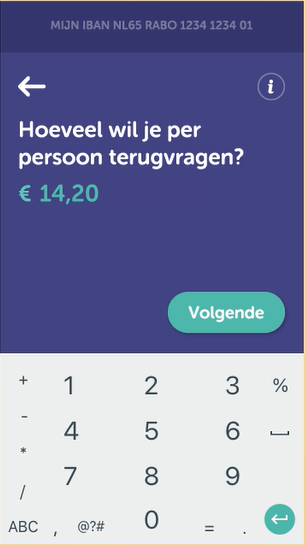 MIJN IBAN NL65 RABO 1234 1234 01
i
Hoeveel wil je per
persoon terugvragen?
€ 14,20
Volgende
+ 1 2 3 %
- 4 5 6
* 7 8 9
/
ABC , @?# 0 = .